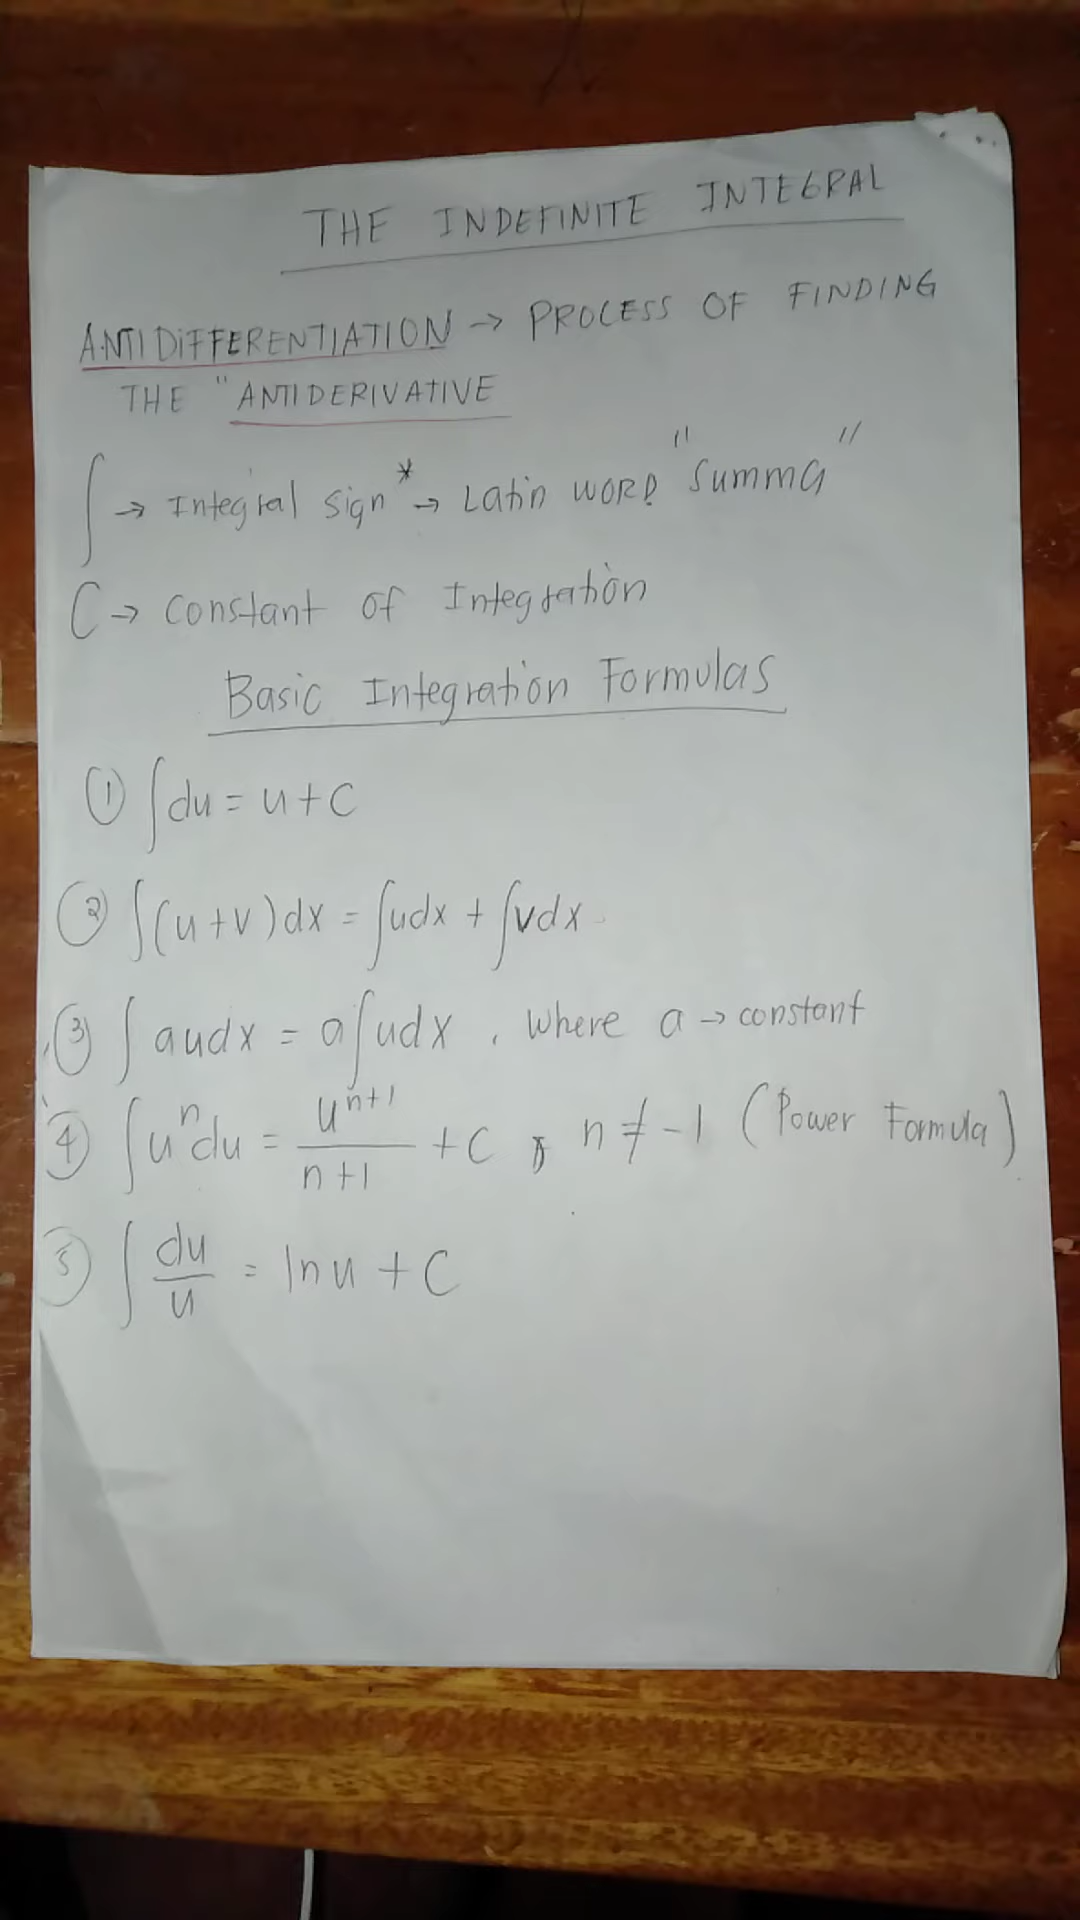 THE INDEFINITE INTEGRAL
ANTIDIFFERENTIATION → PROCESS OF FINDING
THE "ANTIDERIVATIVE
∫ → Integral sign* → Latin WORD "summa"
C → constant of Integration
Basic Integration Formulas
① ∫du = u + C
② ∫(u+v)dx = ∫udx + ∫vdx
③ ∫audx = a∫udx , where a → constant
④ ∫uⁿdu = uⁿ⁺¹/n+1 + C , n ≠ -1 (Power Formula)
⑤ ∫du/u = ln u + C